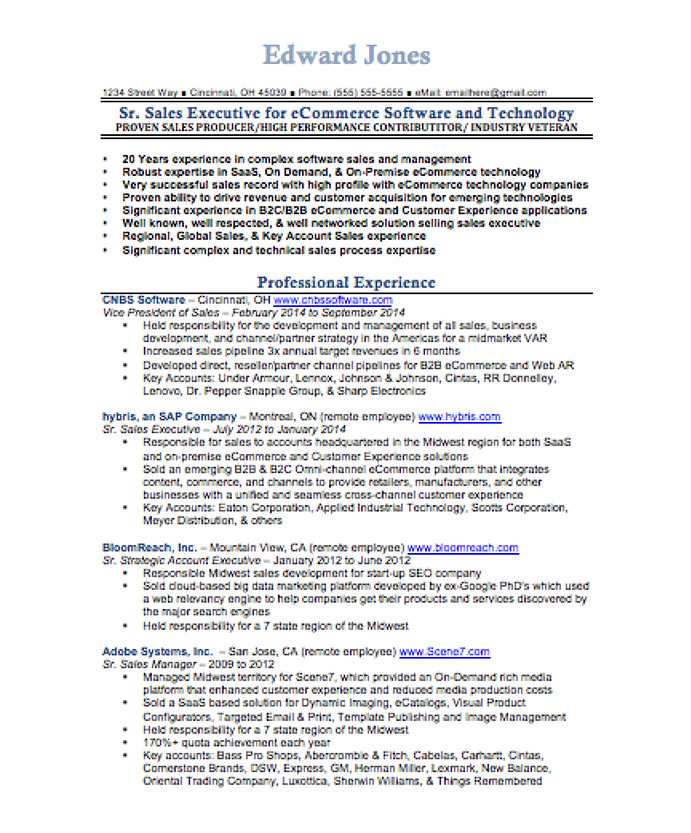 Edward Jones
1234 Street Way ■ Cincinnati, OH 45039 ■ Phone: (555) 555-5555 ■ eMail: emailhere@gmail.com
Sr. Sales Executive for eCommerce Software and Technology
PROVEN SALES PRODUCER/HIGH PERFORMANCE CONTRIBUTITOR/ INDUSTRY VETERAN
• 20 Years experience in complex software sales and management
• Robust expertise in SaaS, On Demand, & On-Premise eCommerce technology
• Very successful sales record with high profile with eCommerce technology companies
• Proven ability to drive revenue and customer acquisition for emerging technologies
• Significant experience in B2C/B2B eCommerce and Customer Experience applications
• Well known, well respected, & well networked solution selling sales executive
• Regional, Global Sales, & Key Account Sales experience
• Significant complex and technical sales process expertise
Professional Experience
CNBS Software – Cincinnati, OH www.cnbssoftware.com
Vice President of Sales – February 2014 to September 2014
• Held responsibility for the development and management of all sales, business
development, and channel/partner strategy in the Americas for a midmarket VAR
• Increased sales pipeline 3x annual target revenues in 6 months
• Developed direct, reseller/partner channel pipelines for B2B eCommerce and Web AR
• Key Accounts: Under Armour, Lennox, Johnson & Johnson, Cintas, RR Donnelley,
Lenovo, Dr. Pepper Snapple Group, & Sharp Electronics
hybris, an SAP Company – Montreal, ON (remote employee) www.hybris.com
Sr. Sales Executive – July 2012 to January 2014
• Responsible for sales to accounts headquartered in the Midwest region for both SaaS
and on-premise eCommerce and Customer Experience solutions
• Sold an emerging B2B & B2C Omni-channel eCommerce platform that integrates
content, commerce, and channels to provide retailers, manufacturers, and other
businesses with a unified and seamless cross-channel customer experience
• Key Accounts: Eaton Corporation, Applied Industrial Technology, Scotts Corporation,
Meyer Distribution, & others
BloomReach, Inc. – Mountain View, CA (remote employee) www.bloomreach.com
Sr. Strategic Account Executive – January 2012 to June 2012
• Responsible Midwest sales development for start-up SEO company
• Sold cloud-based big data marketing platform developed by ex-Google PhD's which used
a web relevancy engine to help companies get their products and services discovered by
the major search engines
• Held responsibility for a 7 state region of the Midwest
Adobe Systems, Inc. – San Jose, CA (remote employee) www.Scene7.com
Sr. Sales Manager – 2009 to 2012
• Managed Midwest territory for Scene7, which provided an On-Demand rich media
platform that enhanced customer experience and reduced media production costs
• Sold a SaaS based solution for Dynamic Imaging, eCatalogs, Visual Product
Configurators, Targeted Email & Print, Template Publishing and Image Management
• Held responsibility for a 7 state region of the Midwest
• 170%+ quota achievement each year
• Key accounts: Bass Pro Shops, Abercrombie & Fitch, Cabelas, Carhartt, Cintas,
Cornerstone Brands, DSW, Express, GM, Herman Miller, Lexmark, New Balance,
Oriental Trading Company, Luxottica, Sherwin Williams, & Things Remembered